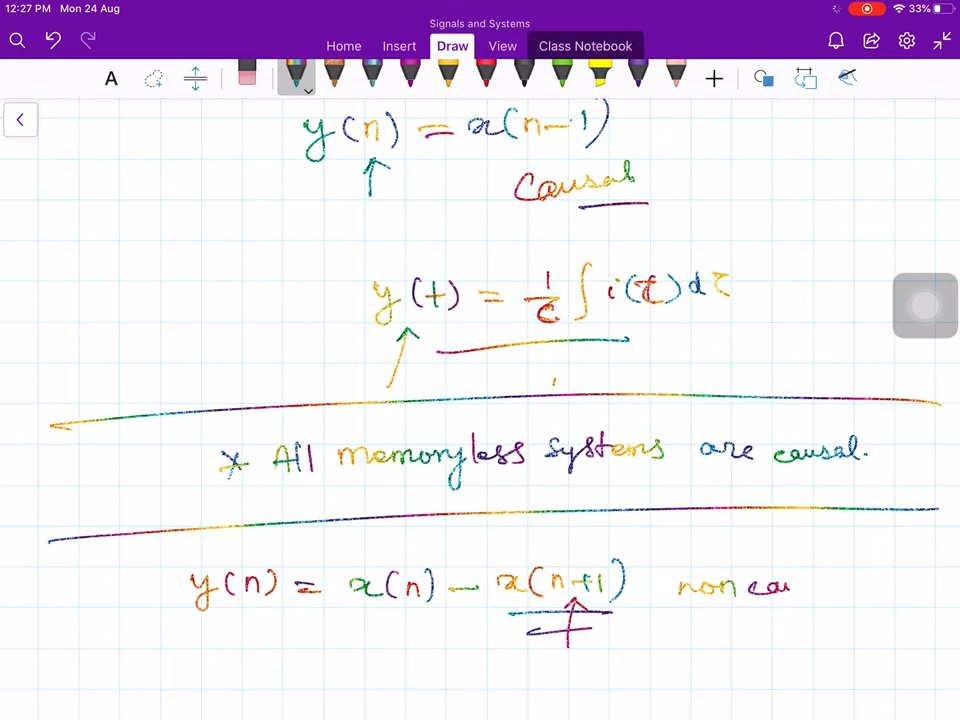 12:27 PM Mon 24 Aug
33%
Signals and Systems
Home Insert Draw View Class Notebook
A
y(n) = x(n-1)
Causal
y(t) = 1/c ∫ i(τ) dτ
* All memoryless systems are causal.
y(n) = x(n) - x(n+1) non cau